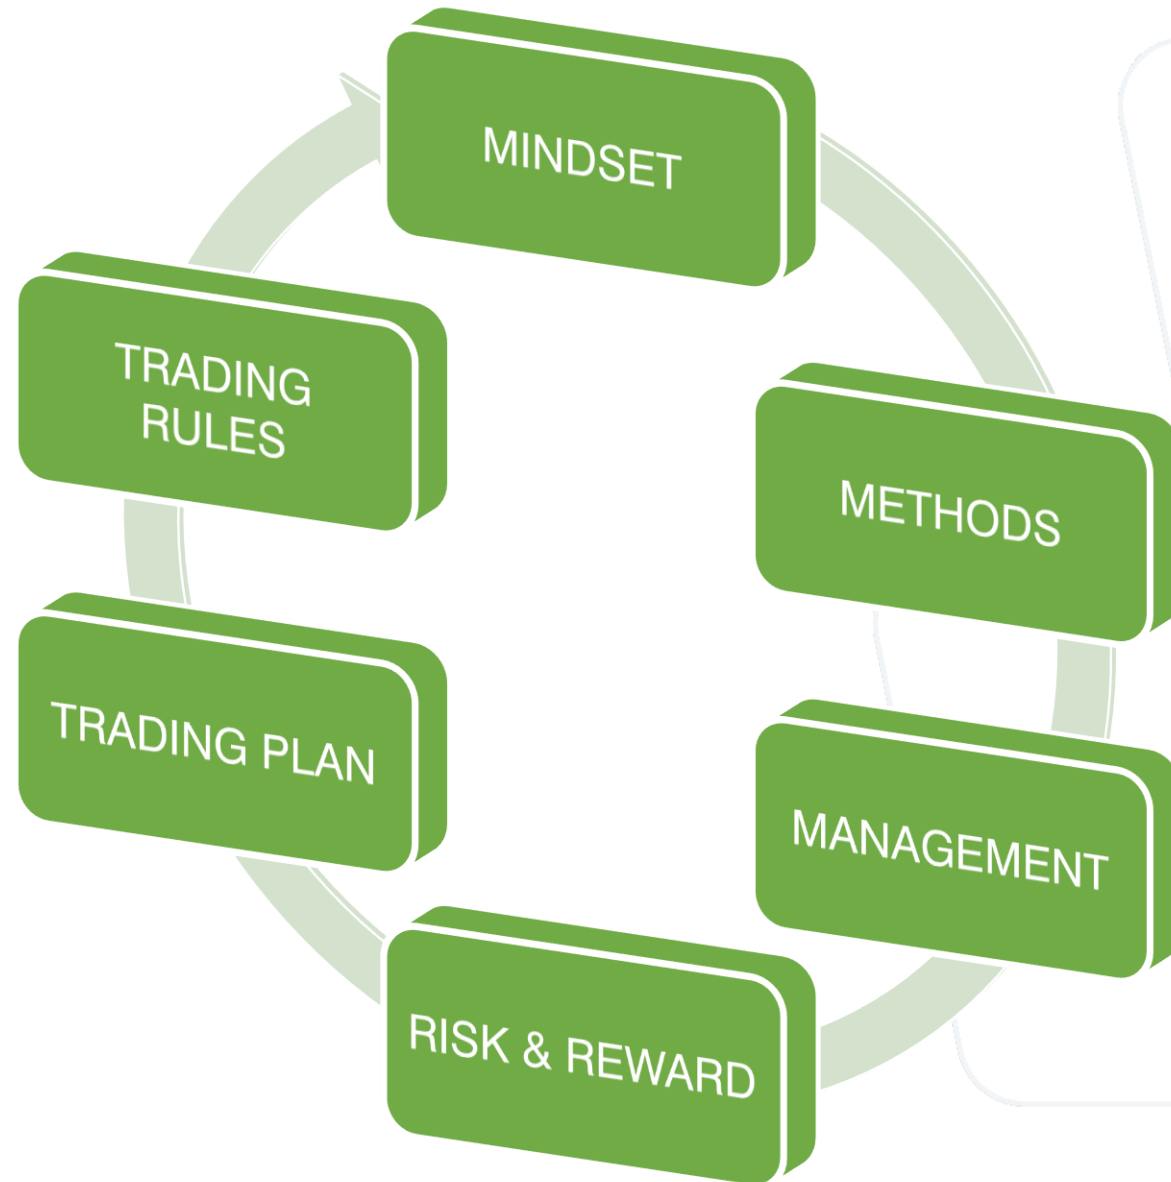 MINDSET
METHODS
MANAGEMENT
RISK & REWARD
TRADING PLAN
TRADING
RULES